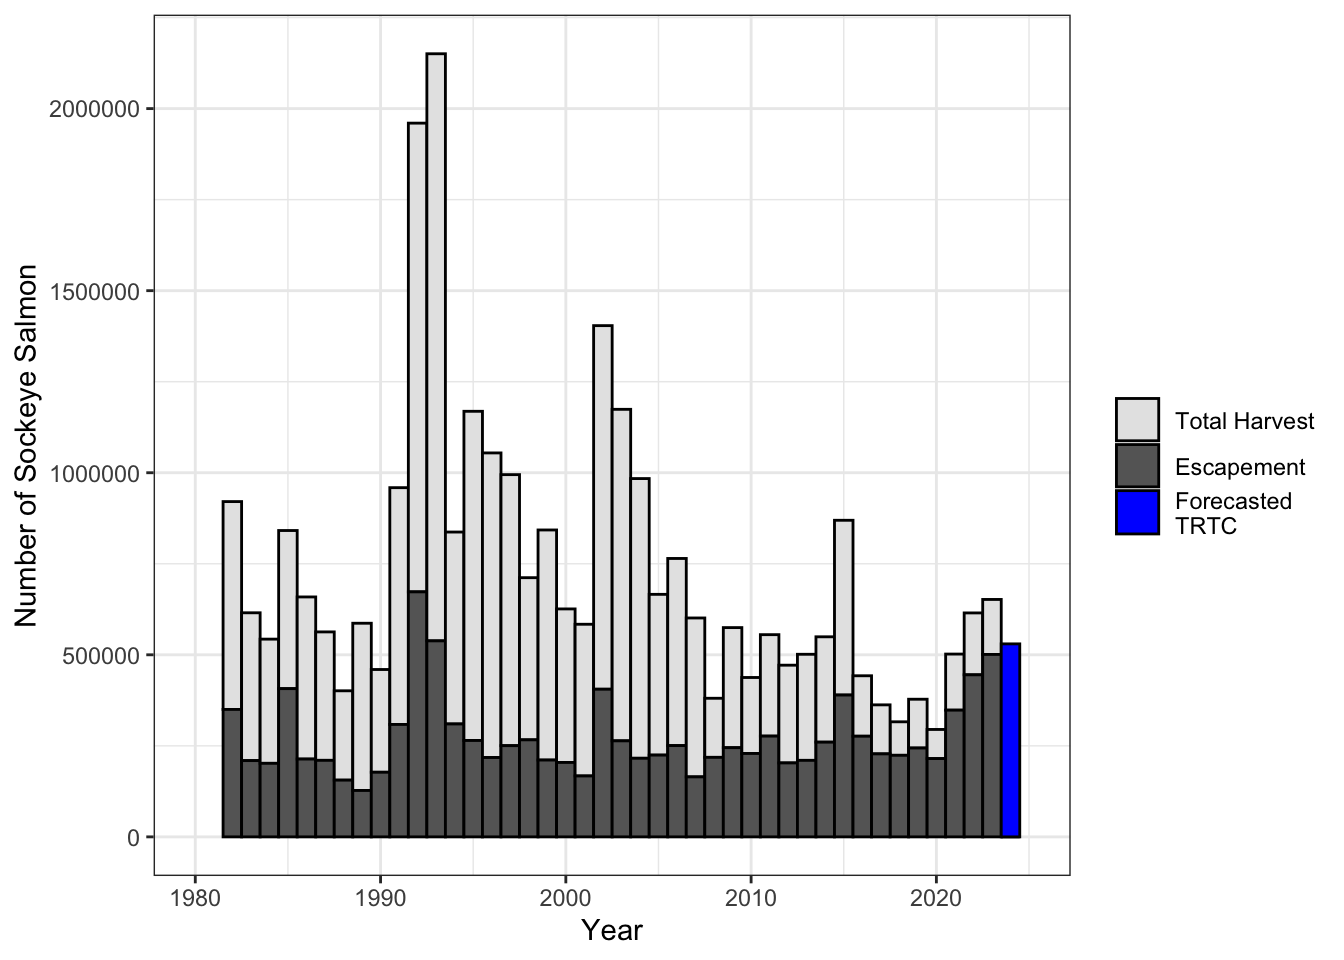 Number of Sockeye Salmon
2000000
1500000
1000000
500000
0
1980
1990
2000
2010
2020
Year
Total Harvest
Escapement
Forecasted
TRTC